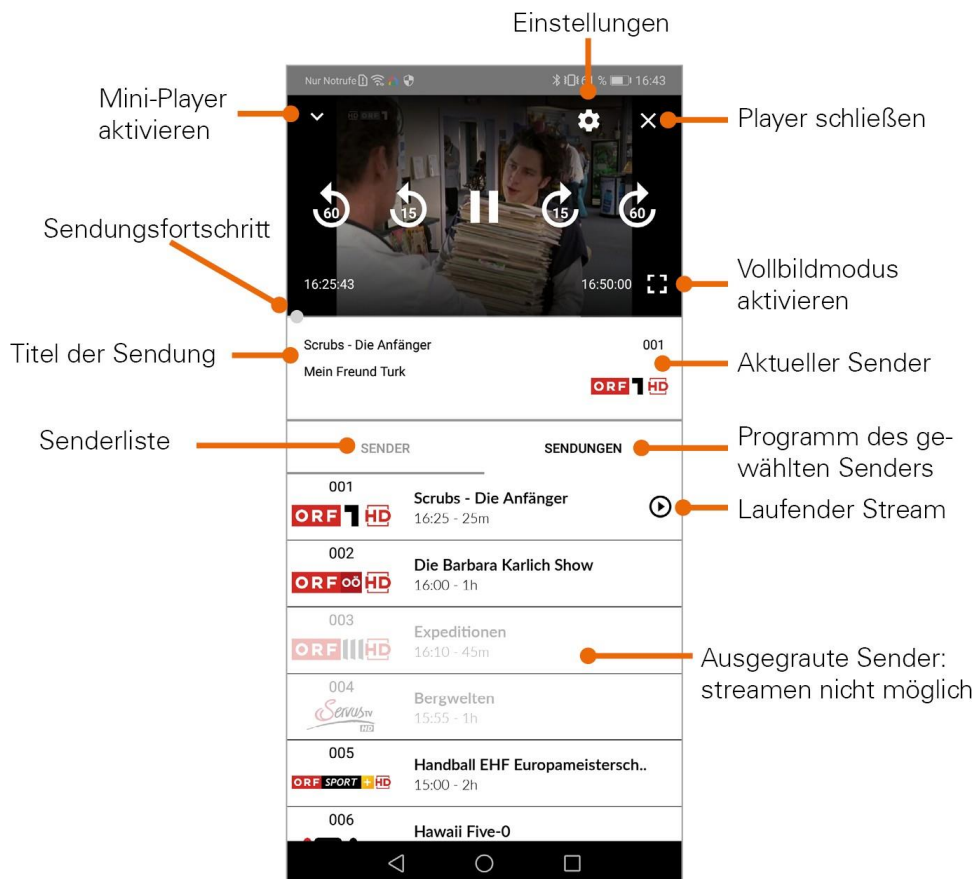 Einstellungen
Nur Notrufe
61 % 16:43
Mini-Player
aktivieren
Player schließen
ORF 1
60 15 15 60
Sendungsfortschritt
16:25:43 16:50:00
Vollbildmodus
aktivieren
Titel der Sendung
Scrubs - Die Anfänger 001
Mein Freund Turk
ORF 1 HD
Aktueller Sender
Senderliste
SENDER SENDUNGEN
Programm des ge-
wählten Senders
001
ORF 1 HD
Scrubs - Die Anfänger
16:25 - 25m
Laufender Stream
002
ORF OÖ HD
Die Barbara Karlich Show
16:00 - 1h
003
ORF III HD
Expeditionen
16:10 - 45m
Ausgegraute Sender:
streamen nicht möglich
004
ServusTV
HD
Bergwelten
15:55 - 1h
005
ORF SPORT + HD
Handball EHF Europameistersch..
15:00 - 2h
006
Hawaii Five-0